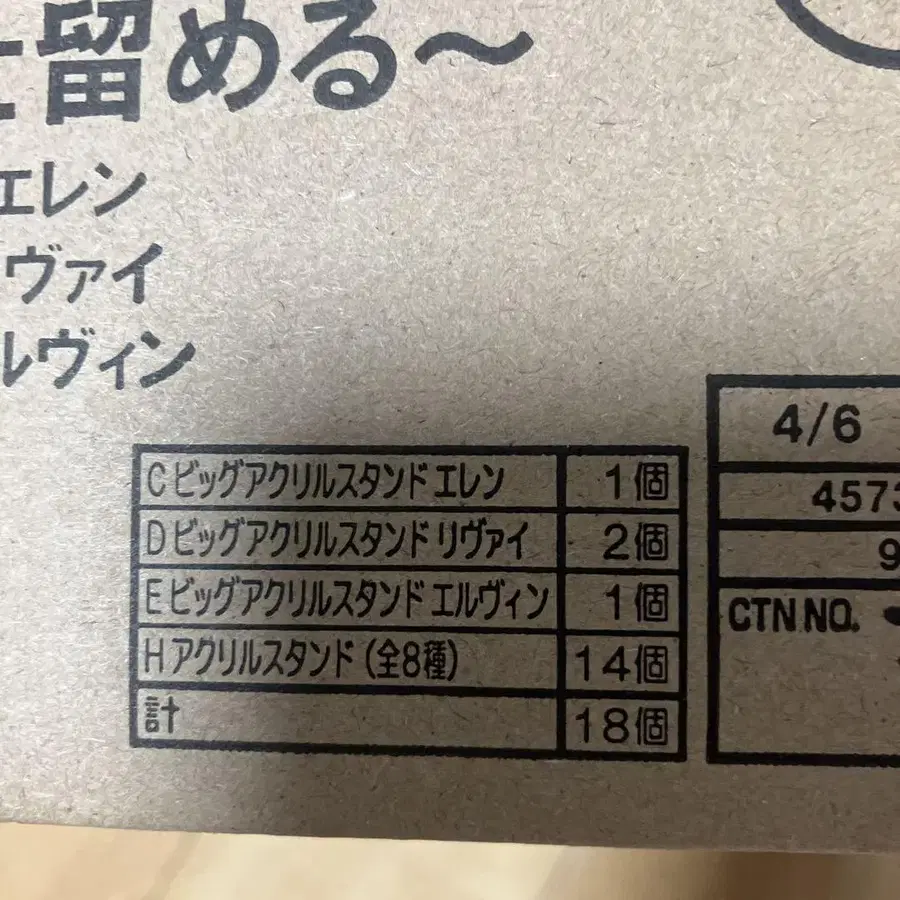 に留める～
エレン
ヴァイ
ルヴィン
C ビッグアクリルスタンド エレン 1個
D ビッグアクリルスタンド リヴァイ 2個
E ビッグアクリルスタンド エルヴィン 1個
H アクリルスタンド (全8種) 14個
計 18個
4/6
4573
9
CTN NO.